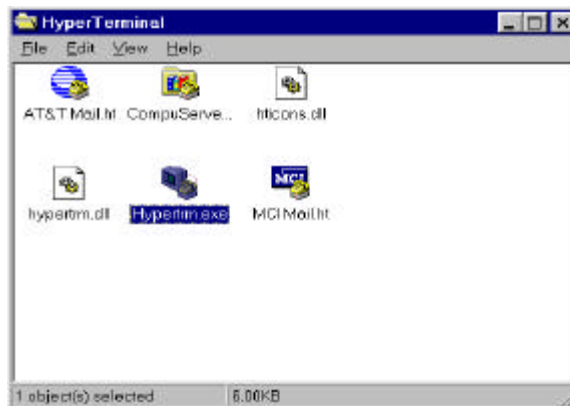 HyperTerminal
File Edit View Help
AT&T Mail.ht CompuServe... hticons.dll
MCI
hypertrm.dll Hypertrm.exe MCI Mail.ht
1 object(s) selected 6.00KB